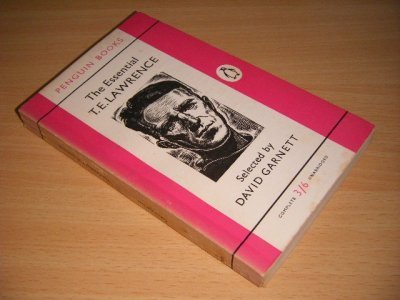 PENGUIN BOOKS
The Essential
T.E. LAWRENCE
Selected by
DAVID GARNETT
COMPLETE 3/6 UNABRIDGED